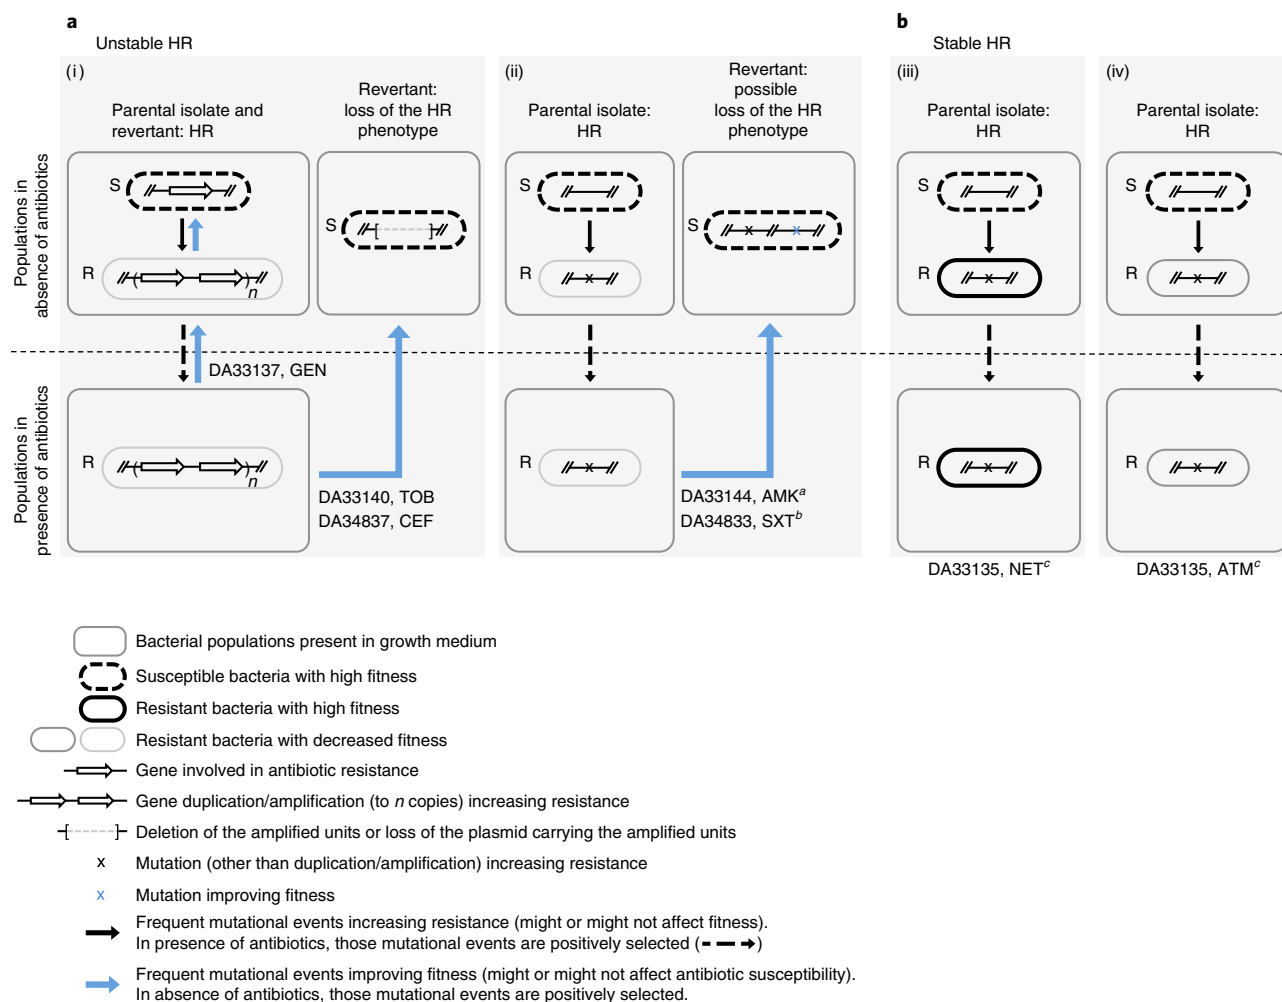 a
Unstable HR
(i)
Parental isolate and
revertant: HR
Revertant:
loss of the HR
phenotype
(ii)
Parental isolate:
HR
Revertant:
possible
loss of the HR
phenotype
b
Stable HR
(iii)
Parental isolate:
HR
(iv)
Parental isolate:
HR
Populations in
absence of antibiotics
S
R
n
S
S
x
R
S
x x
S
x
R
S
x
R
DA33137, GEN
Populations in
presence of antibiotics
R
n
DA33140, TOB
DA34837, CEF
R
x
DA33144, AMKa
DA34833, SXTb
R
x
DA33135, NETc
R
x
DA33135, ATMc
Bacterial populations present in growth medium
Susceptible bacteria with high fitness
Resistant bacteria with high fitness
Resistant bacteria with decreased fitness
Gene involved in antibiotic resistance
Gene duplication/amplification (to n copies) increasing resistance
Deletion of the amplified units or loss of the plasmid carrying the amplified units
x Mutation (other than duplication/amplification) increasing resistance
x Mutation improving fitness
Frequent mutational events increasing resistance (might or might not affect fitness).
In presence of antibiotics, those mutational events are positively selected ( )
Frequent mutational events improving fitness (might or might not affect antibiotic susceptibility).
In absence of antibiotics, those mutational events are positively selected.